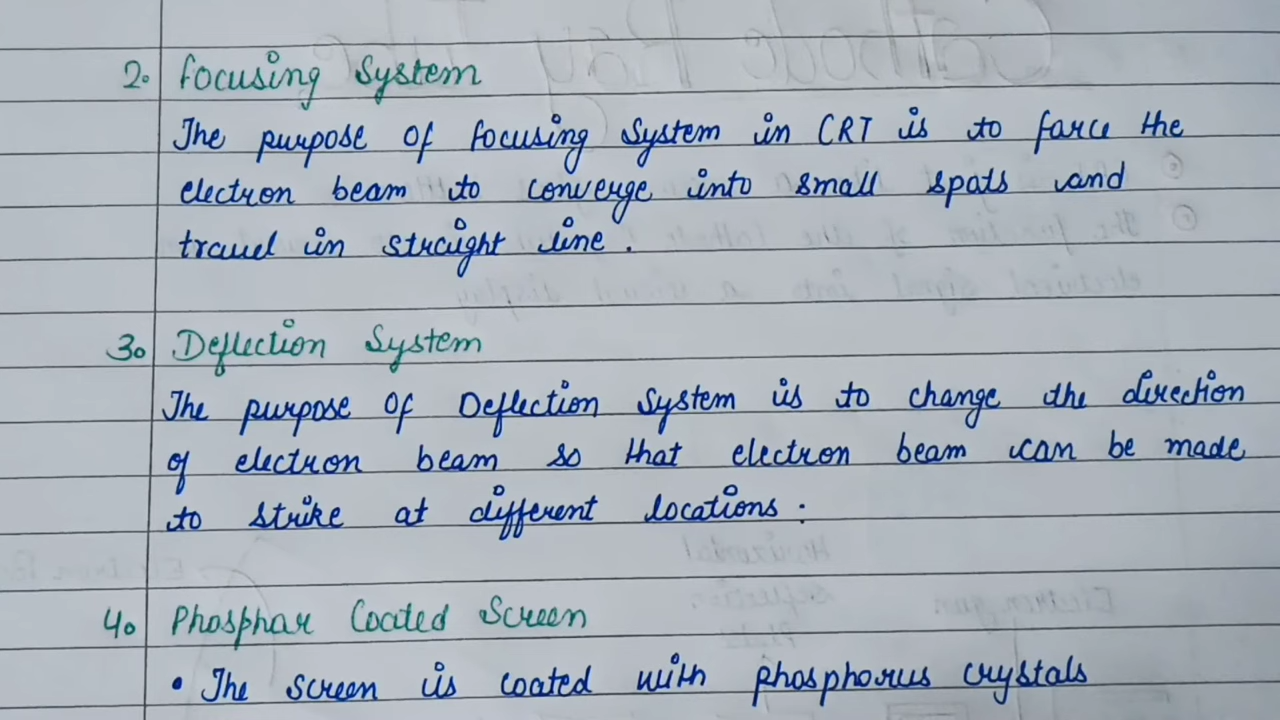 2. Focusing System
The purpose of focusing System in CRT is to force the
electron beam to converge into small spots and
travel in straight line.
3. Deflection System
The purpose of Deflection System is to change the direction
of electron beam so that electron beam can be made
to strike at different locations.
4. Phosphor Coated Screen
• The screen is coated with phosphorus crystals